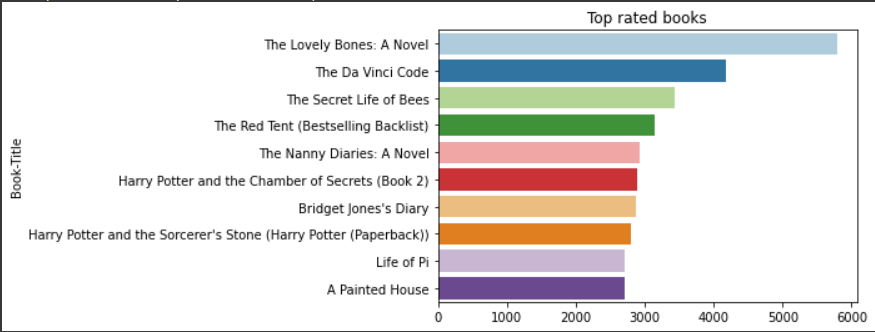 Top rated books
Book-Title
The Lovely Bones: A Novel
The Da Vinci Code
The Secret Life of Bees
The Red Tent (Bestselling Backlist)
The Nanny Diaries: A Novel
Harry Potter and the Chamber of Secrets (Book 2)
Bridget Jones's Diary
Harry Potter and the Sorcerer's Stone (Harry Potter (Paperback))
Life of Pi
A Painted House
0 1000 2000 3000 4000 5000 6000